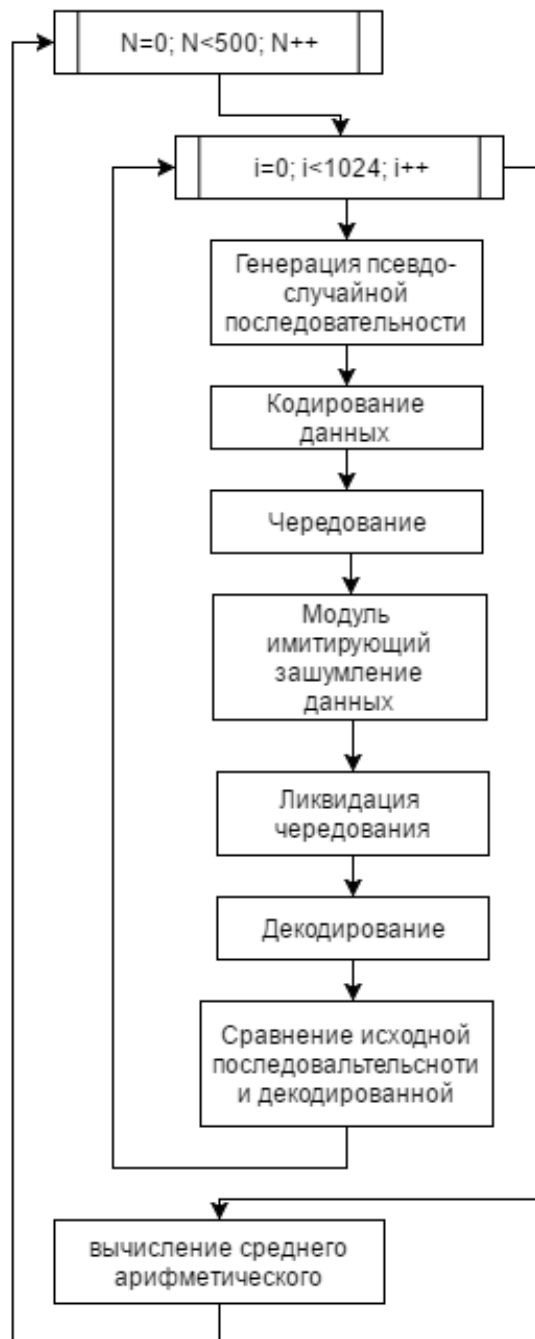 N=0; N<500; N++
i=0; i<1024; i++
Генерация псевдо-
случайной
последовательности
Кодирование
данных
Чередование
Модуль
имитирующий
зашумление
данных
Ликвидация
чередования
Декодирование
Сравнение исходной
последовальтельсноти
и декодированной
вычисление среднего
арифметического